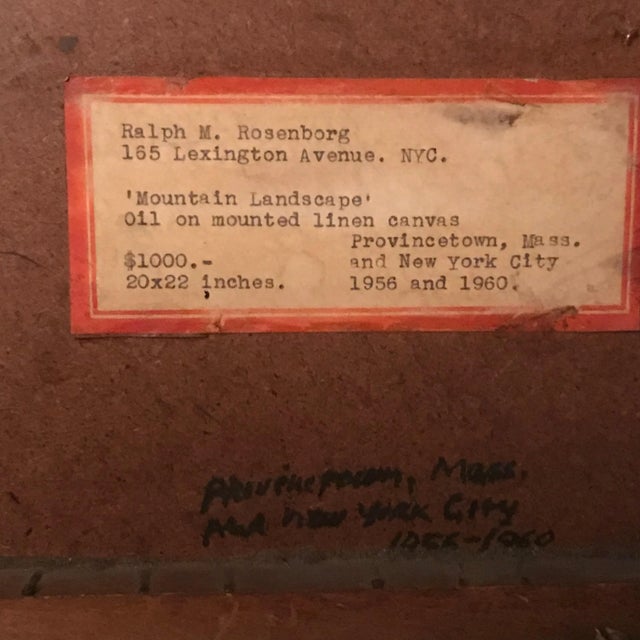 Ralph M. Rosenborg
165 Lexington Avenue. NYC.
'Mountain Landscape'
Oil on mounted linen canvas
Provincetown, Mass.
$1000.- and New York City
20x22 inches. 1956 and 1960.
Provincetown, Mass.
And New York City
1956-1960